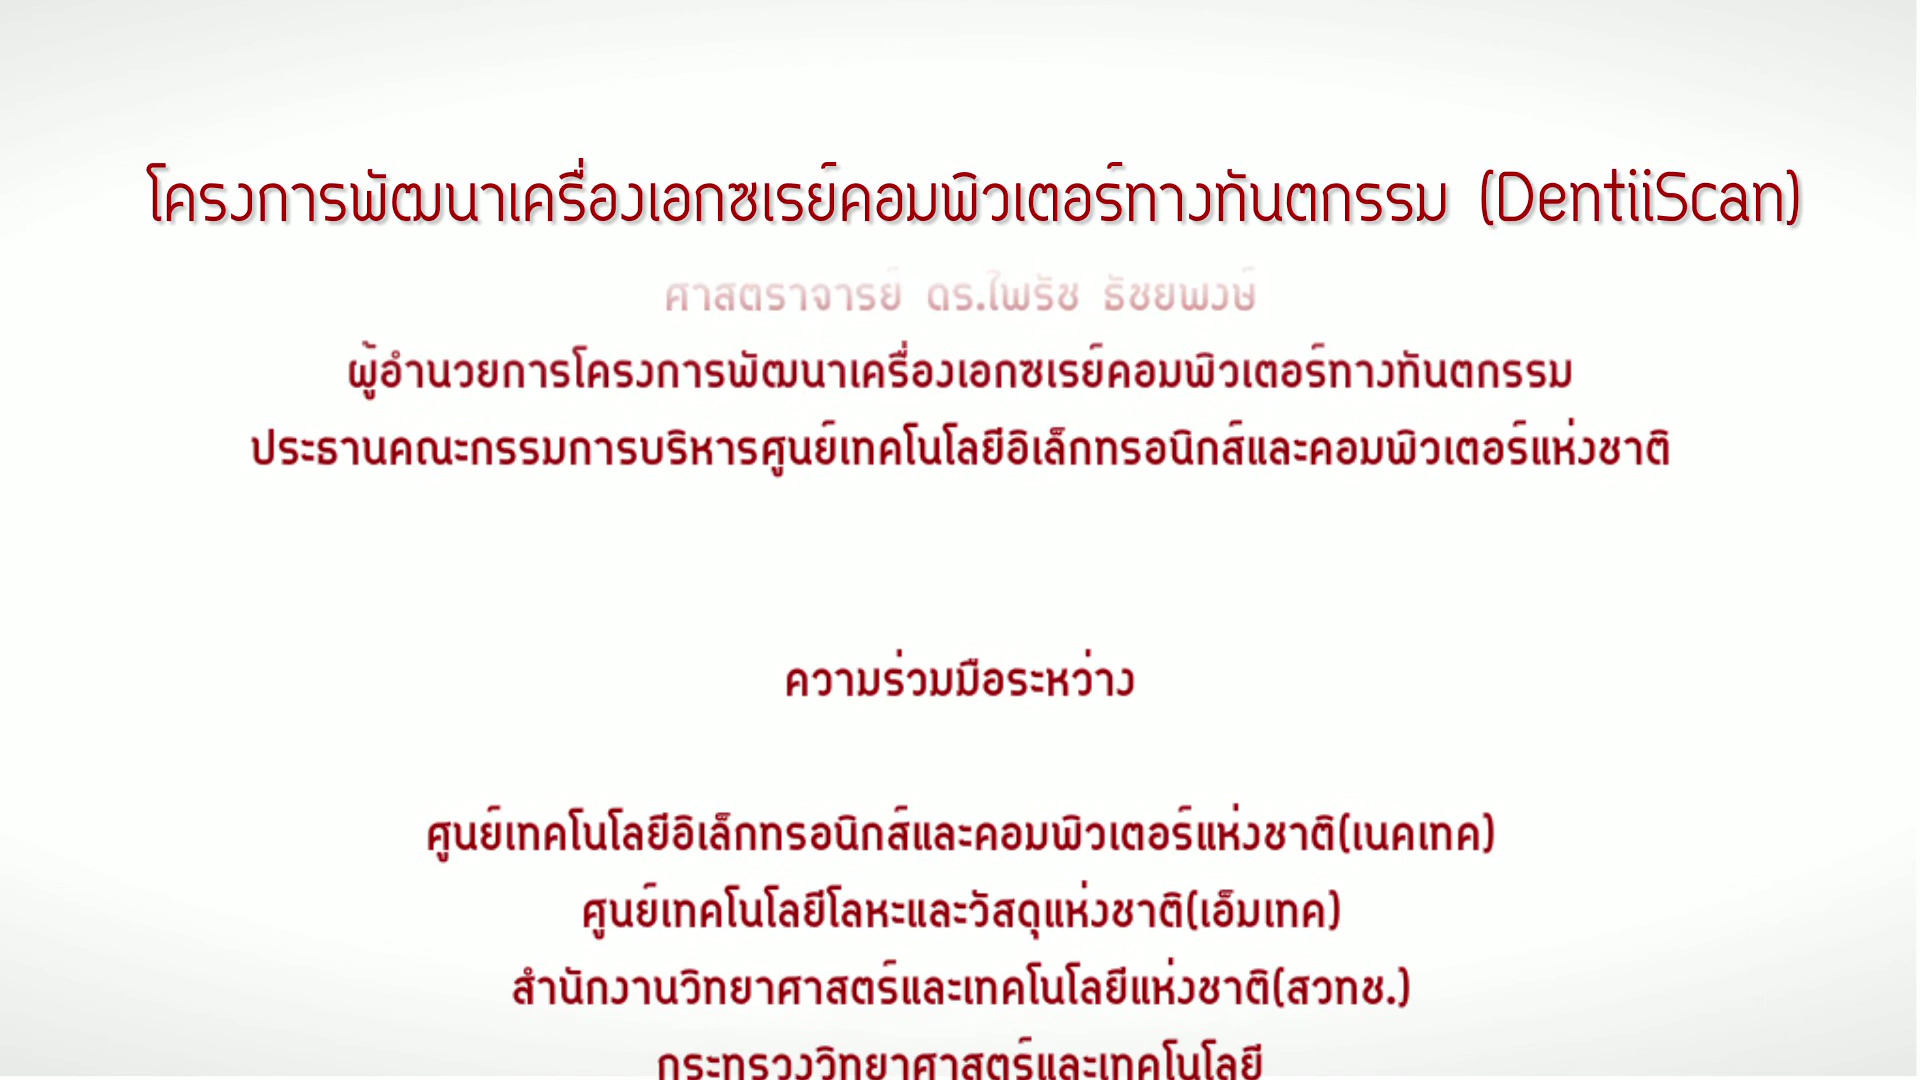 โครงการพัฒนาเครื่องเอกซเรย์คอมพิวเตอร์ทางทันตกรรม (DentiiScan)
ศาสตราจารย์ ดร.ไพรัช ธัชยพงษ์
ผู้อำนวยการโครงการพัฒนาเครื่องเอกซเรย์คอมพิวเตอร์ทางทันตกรรม
ประธานคณะกรรมการบริหารศูนย์เทคโนโลยีอิเล็กทรอนิกส์และคอมพิวเตอร์แห่งชาติ
ความร่วมมือระหว่าง
ศูนย์เทคโนโลยีอิเล็กทรอนิกส์และคอมพิวเตอร์แห่งชาติ(เนคเทค)
ศูนย์เทคโนโลยีโลหะและวัสดุแห่งชาติ(เอ็มเทค)
สำนักงานวิทยาศาสตร์และเทคโนโลยีแห่งชาติ(สวทช.)
กระทรวงวิทยาศาสตร์และเทคโนโลยี